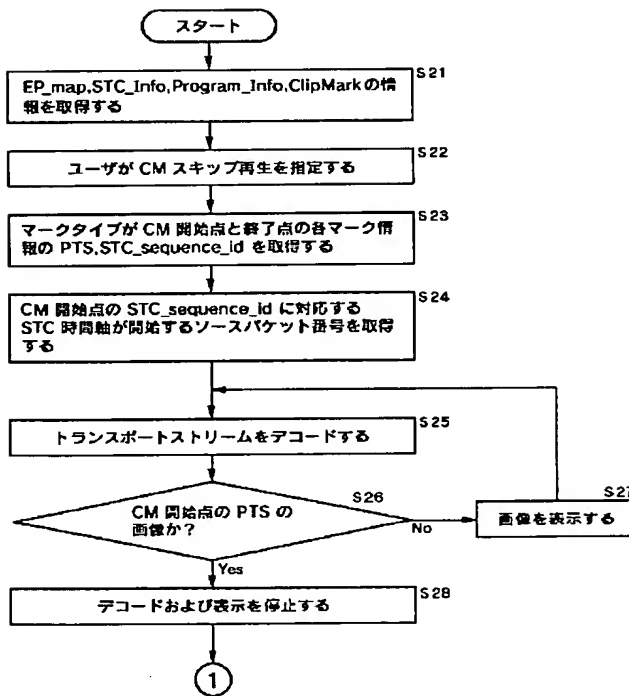 スタート
S21
EP_map,STC_Info,Program_Info,ClipMarkの情
報を取得する
S22
ユーザが CM スキップ再生を指定する
S23
マークタイプが CM 開始点と終了点の各マーク情
報の PTS,STC_sequence_id を取得する
S24
CM 開始点の STC_sequence_id に対応する
STC 時間軸が開始するソースパケット番号を取得
する
S25
トランスポートストリームをデコードする
S26
CM 開始点の PTS の
画像か?
No
S27
画像を表示する
Yes
S28
デコードおよび表示を停止する
1